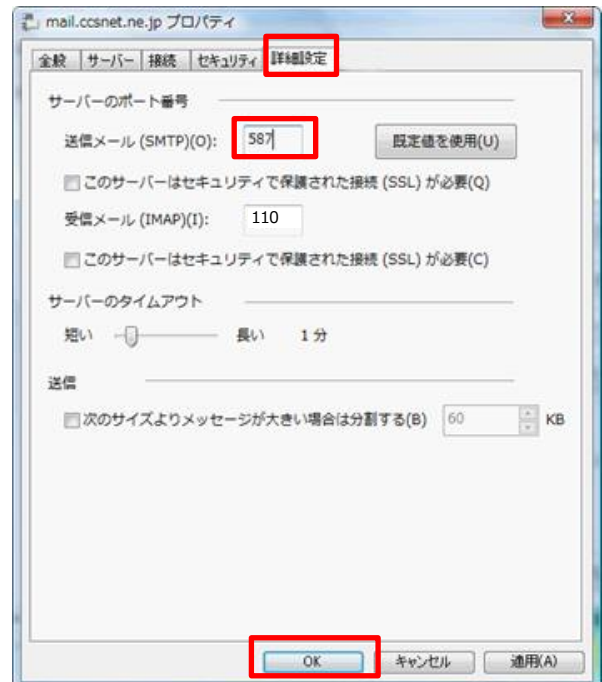 mail.ccsnet.ne.jp プロパティ
全般 サーバー 接続 セキュリティ 詳細設定
サーバーのポート番号
送信メール (SMTP)(O): 587 既定値を使用(U)
このサーバーはセキュリティで保護された接続 (SSL) が必要(Q)
受信メール (IMAP)(I): 110
このサーバーはセキュリティで保護された接続 (SSL) が必要(C)
サーバーのタイムアウト
短い 長い 1 分
送信
次のサイズよりメッセージが大きい場合は分割する(B) 60 KB
OK キャンセル 適用(A)